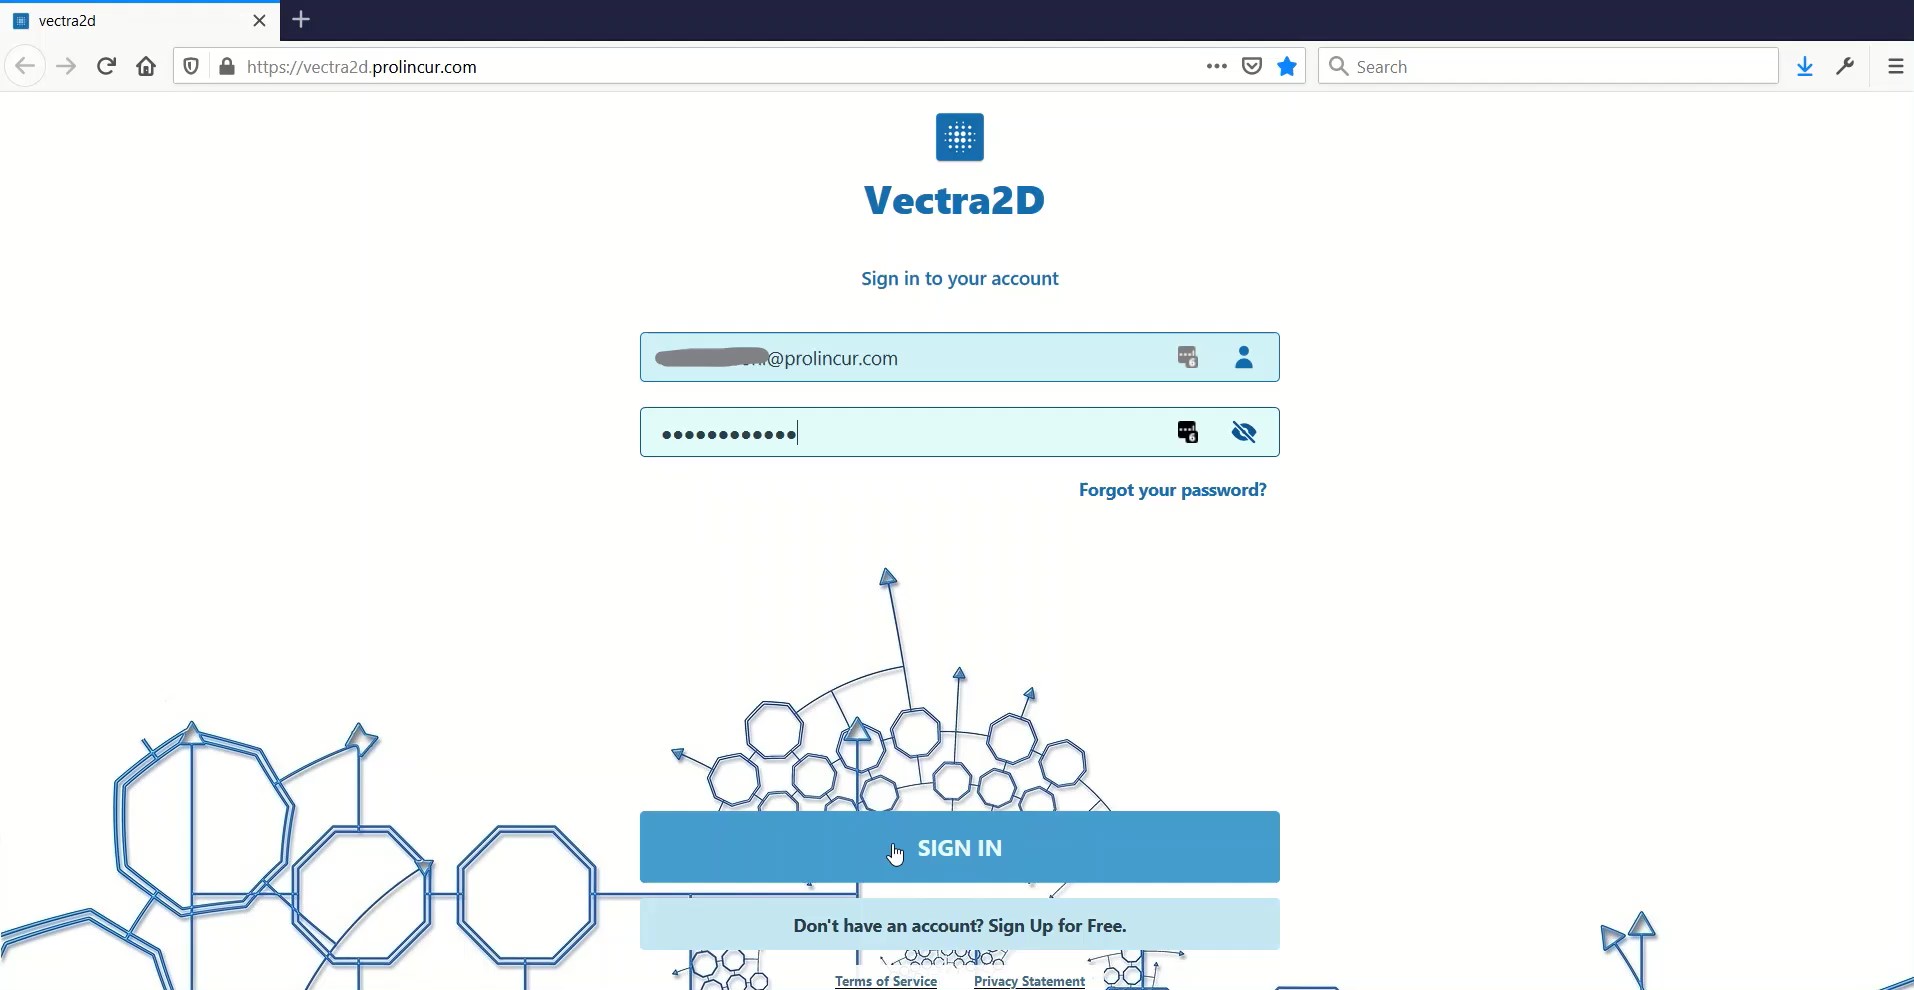 vectra2d
https://vectra2d.prolincur.com
Search
Vectra2D
Sign in to your account
@prolincur.com
Forgot your password?
SIGN IN
Don't have an account? Sign Up for Free.
Terms of Service Privacy Statement